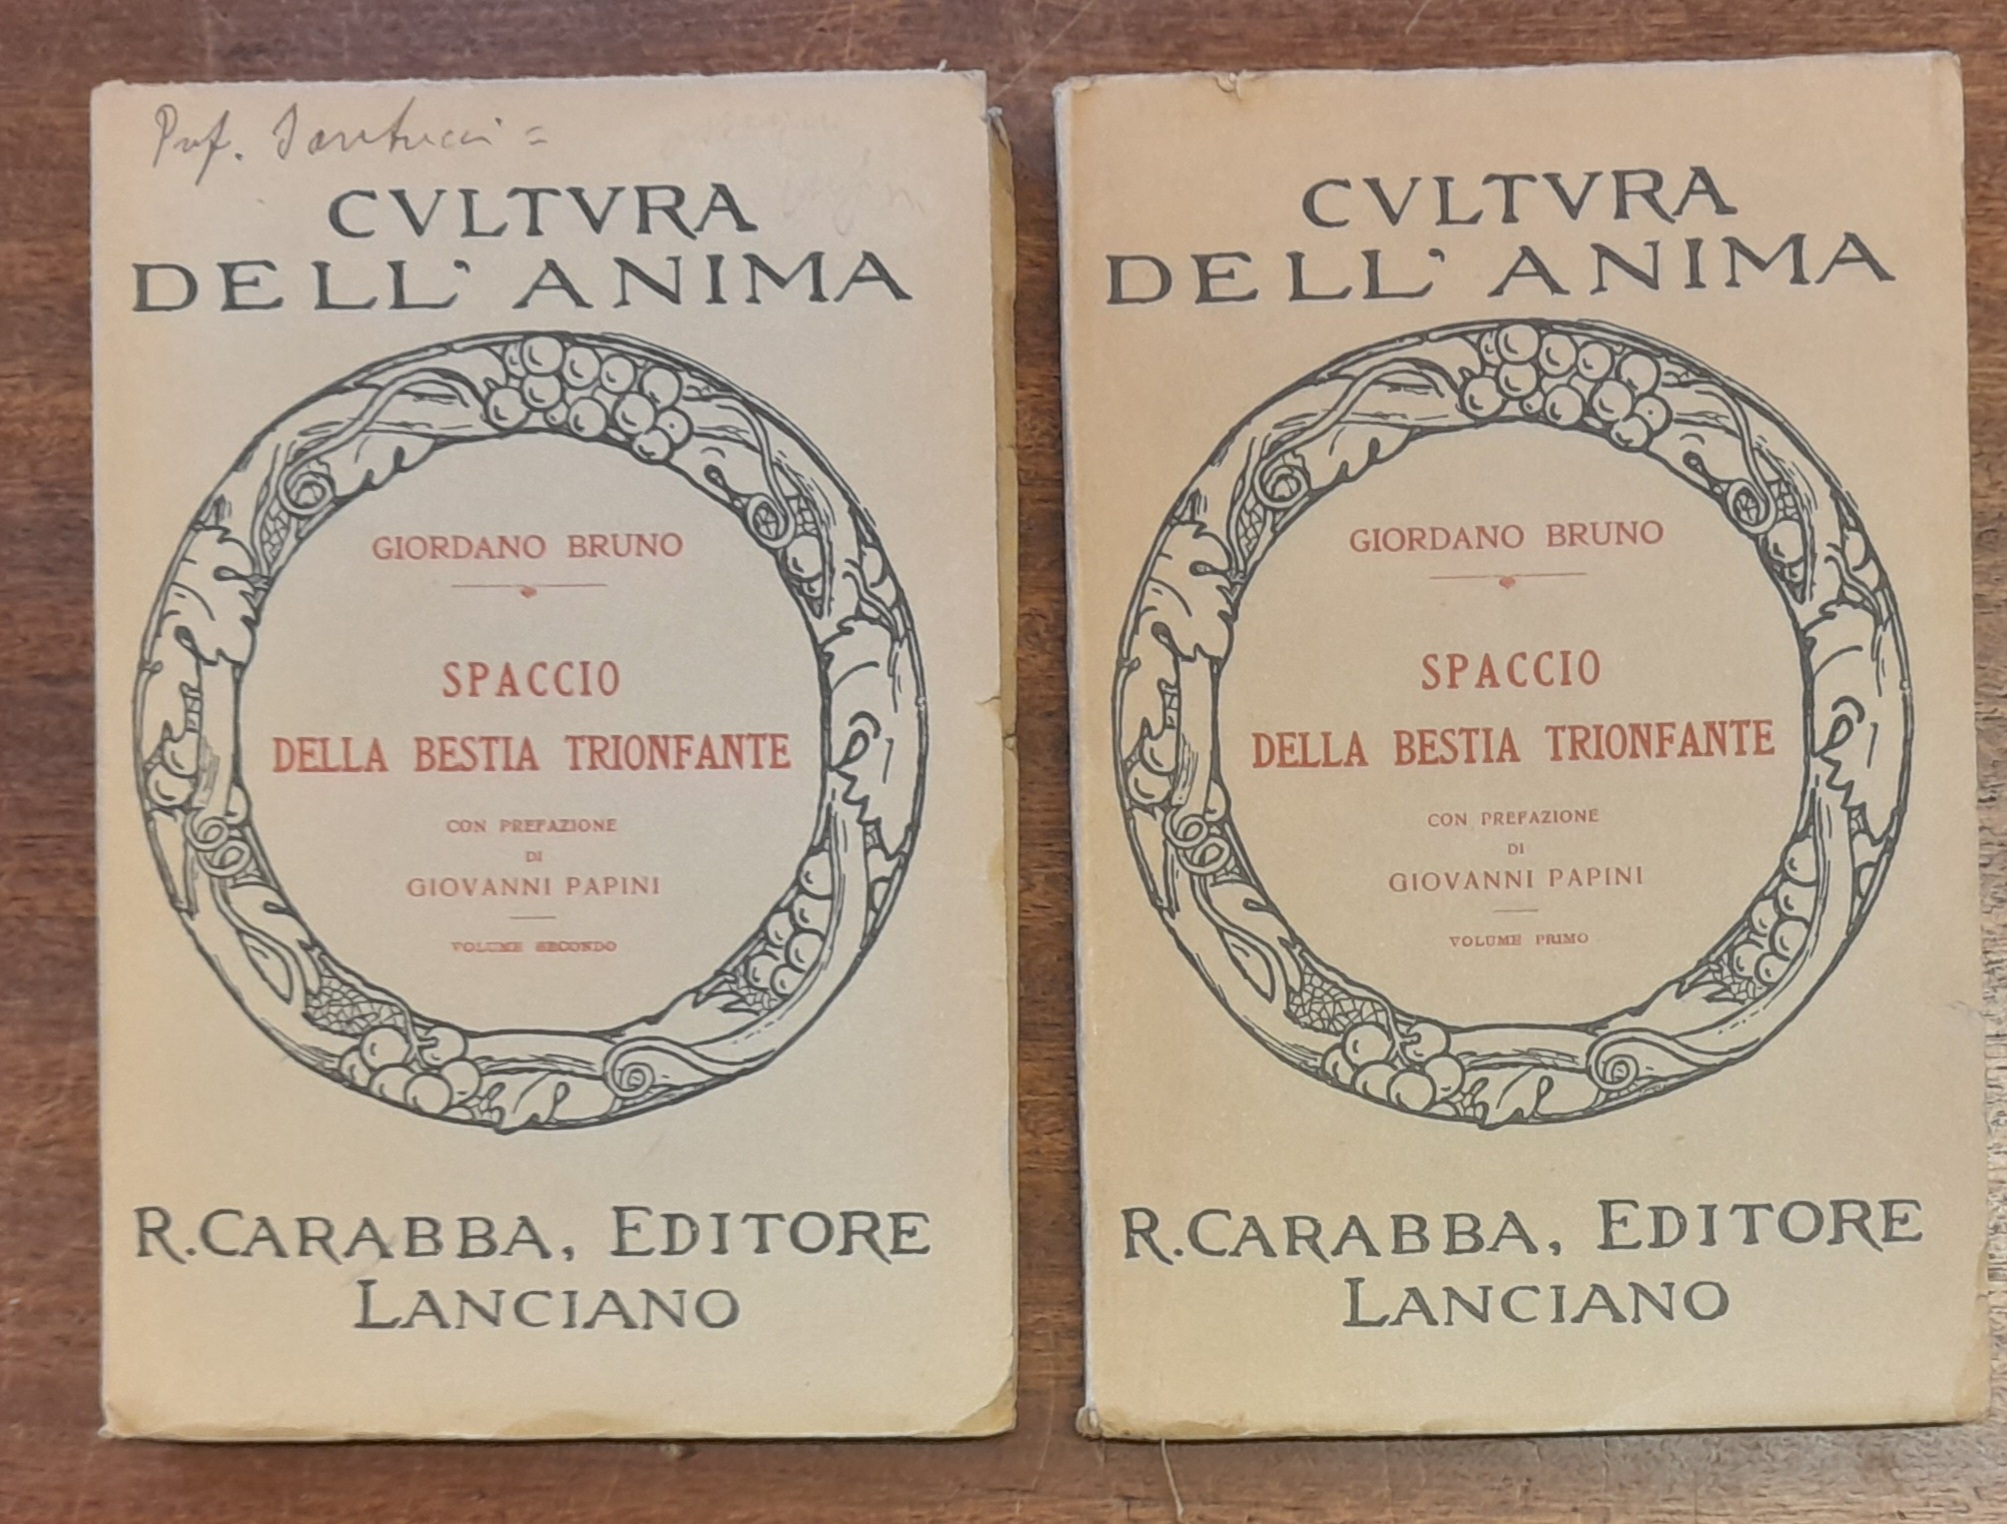 Prof. Santucci =
CVLTVRA
DELL' ANIMA
GIORDANO BRUNO
SPACCIO
DELLA BESTIA TRIONFANTE
CON PREFAZIONE
DI
GIOVANNI PAPINI
VOLUME SECONDO
R. CARABBA, EDITORE
LANCIANO
CVLTVRA
DELL' ANIMA
GIORDANO BRUNO
SPACCIO
DELLA BESTIA TRIONFANTE
CON PREFAZIONE
DI
GIOVANNI PAPINI
VOLUME PRIMO
R. CARABBA, EDITORE
LANCIANO